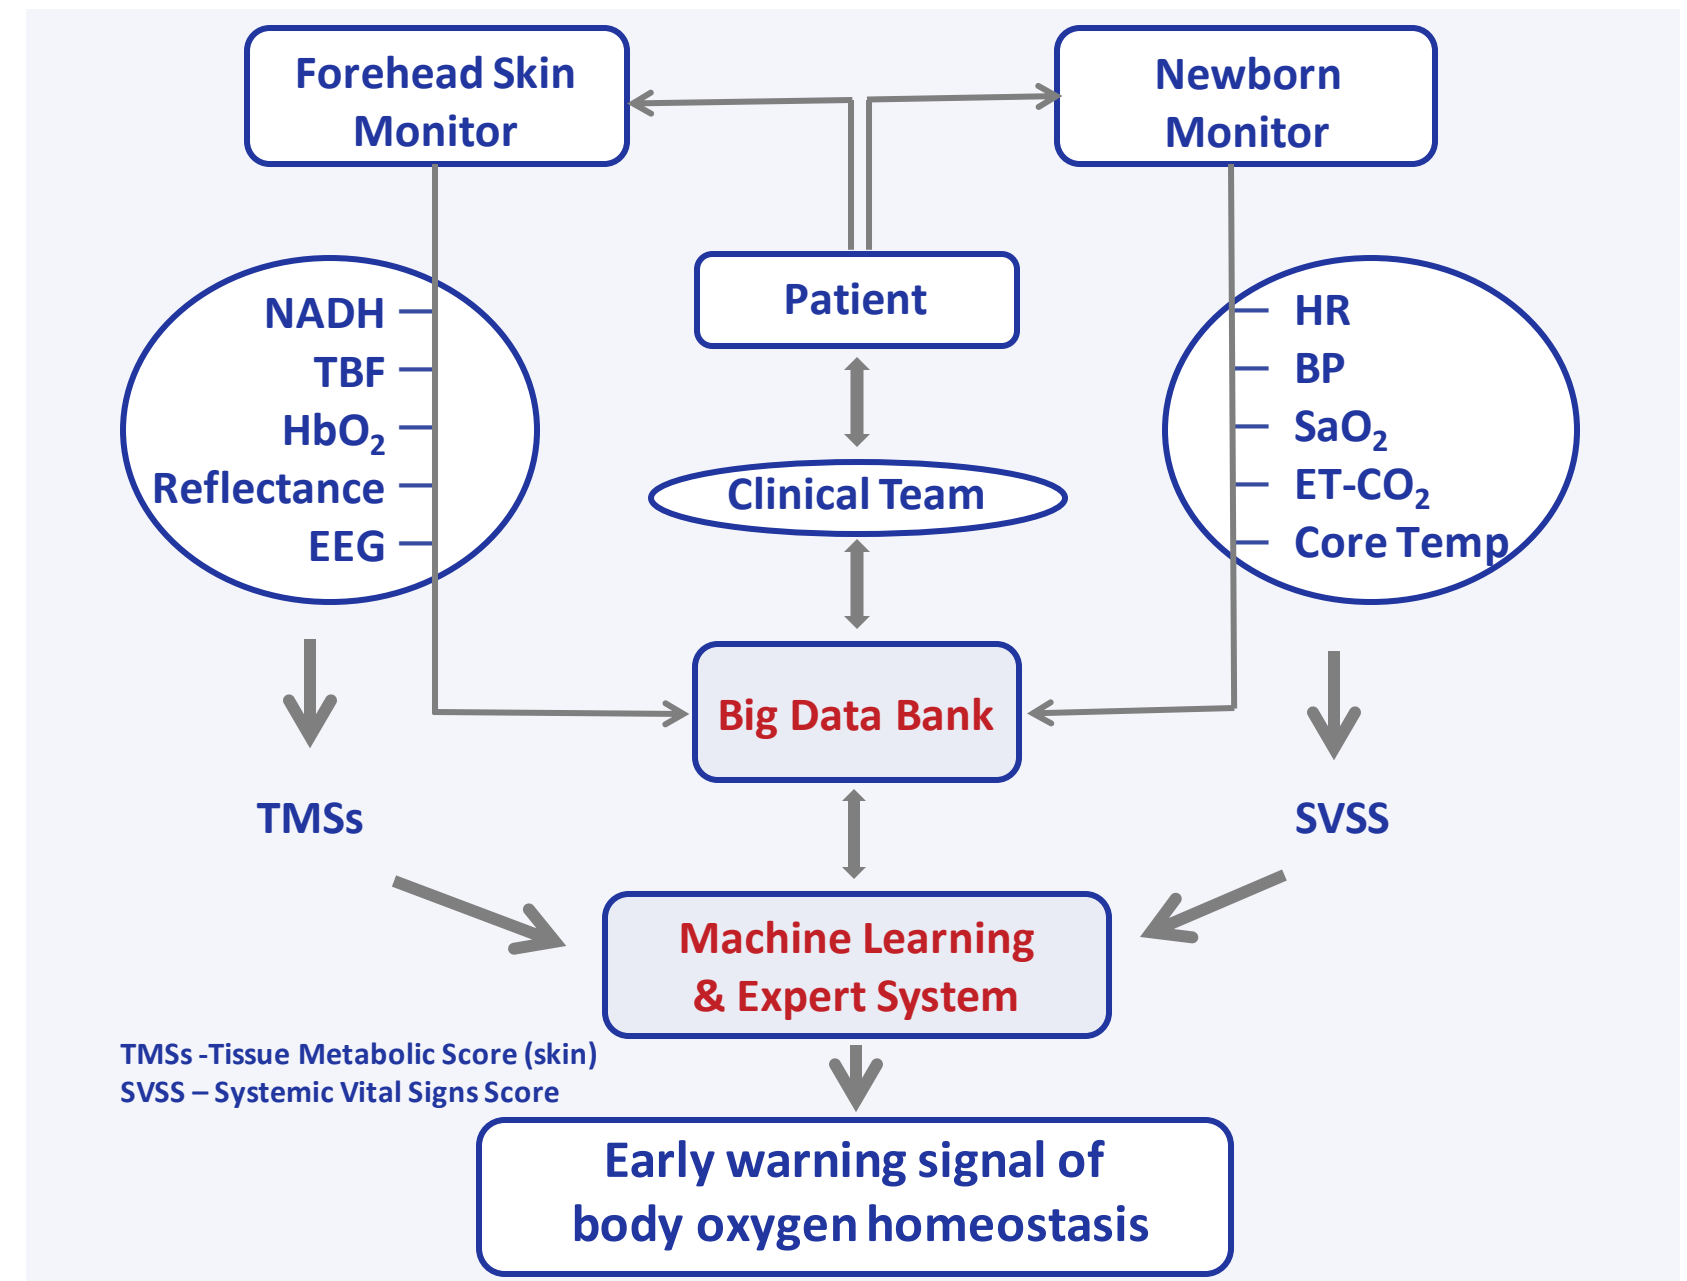 Forehead Skin
Monitor
Newborn
Monitor
Patient
NADH
TBF
HbO₂
Reflectance
EEG
HR
BP
SaO₂
ET-CO₂
Core Temp
Clinical Team
Big Data Bank
TMSs
SVSS
Machine Learning
& Expert System
TMSs -Tissue Metabolic Score (skin)
SVSS – Systemic Vital Signs Score
Early warning signal of
body oxygen homeostasis